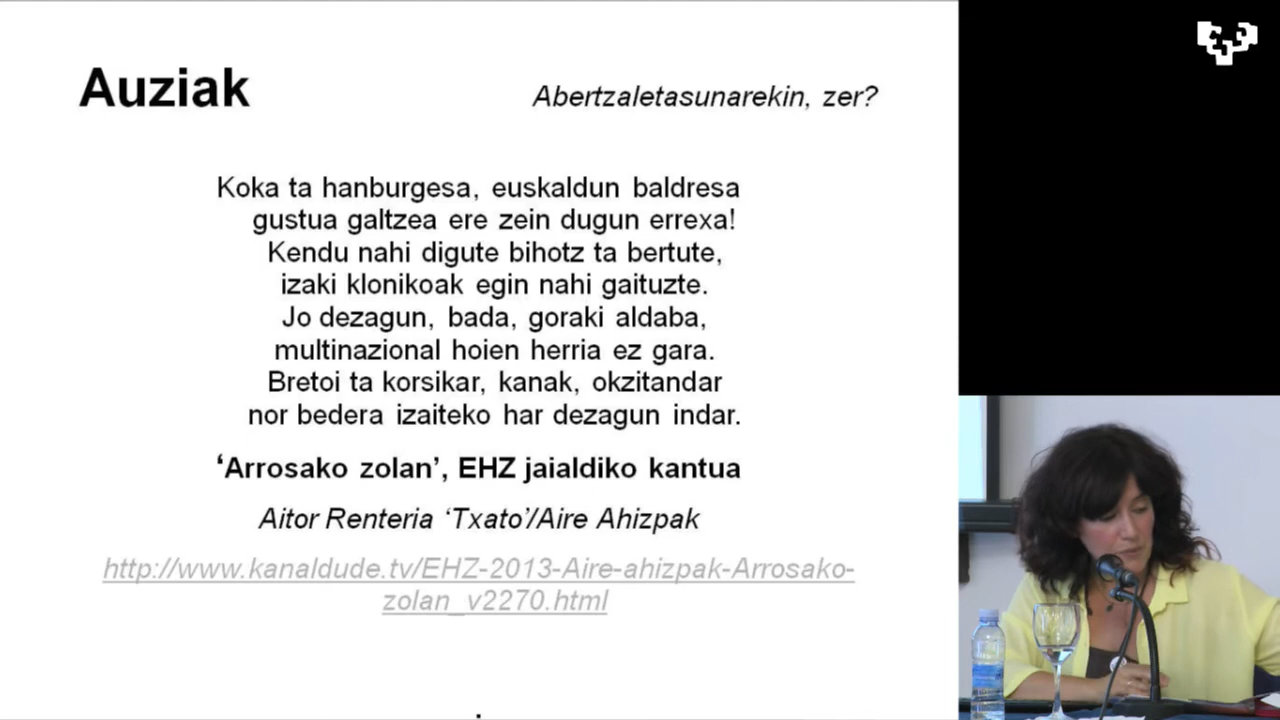 Auziak
Abertzaletasunarekin, zer?
Koka ta hanburgesa, euskaldun baldresa
gustua galtzea ere zein dugun errexa!
Kendu nahi digute bihotz ta bertute,
izaki klonikoak egin nahi gaituzte.
Jo dezagun, bada, goraki aldaba,
multinazional hoien herria ez gara.
Bretoi ta korsikar, kanak, okzitandar
nor bedera izaiteko har dezagun indar.
‘Arrosako zolan’, EHZ jaialdiko kantua
Aitor Renteria ‘Txato’/Aire Ahizpak
http://www.kanaldude.tv/EHZ-2013-Aire-ahizpak-Arrosako-
zolan_v2270.html